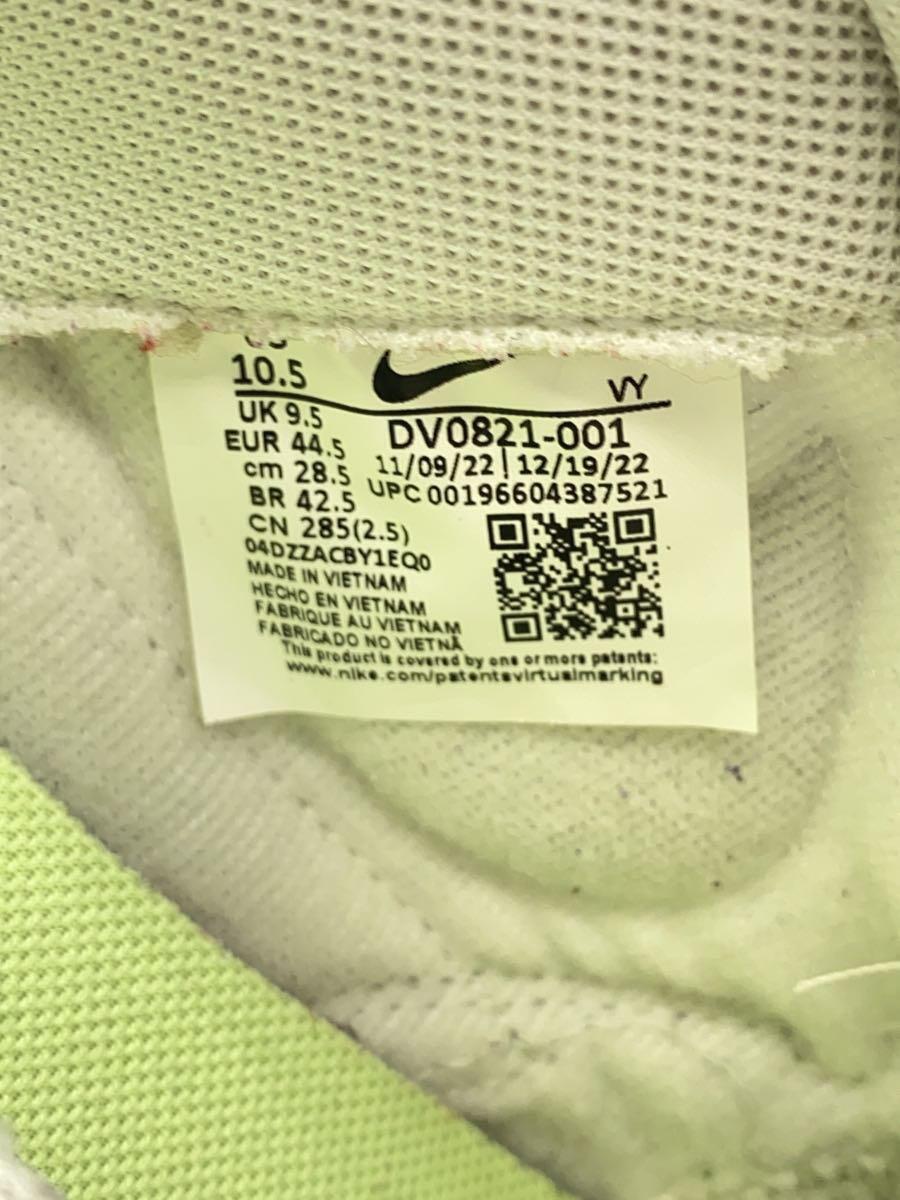 10.5
VY
UK 9.5
EUR 44.5
cm 28.5
BR 42.5
CN 285(2.5)
DV0821-001
11/09/22 | 12/19/22
UPC 00196604387521
04DZZACBY1EQ0
MADE IN VIETNAM
HECHO EN VIETNAM
FABRIQUE AU VIETNAM
FABRICADO NO VIETNÃ
This product is covered by one or more patents:
www.nike.com/patentsvirtualmarking